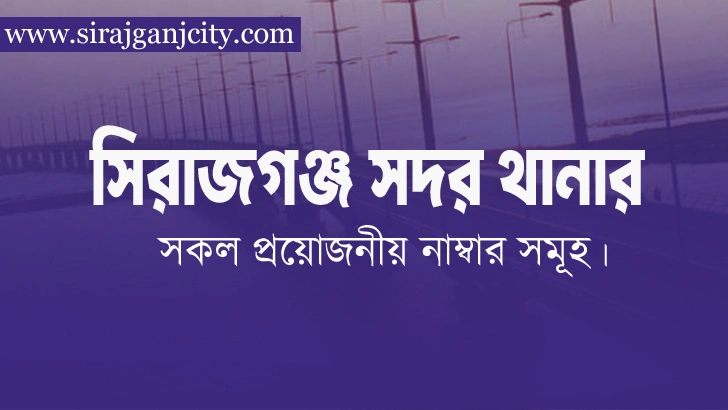 www.sirajganjcity.com
সিরাজগঞ্জ সদর থানার
সকল প্রয়োজনীয় নাম্বার সমূহ।